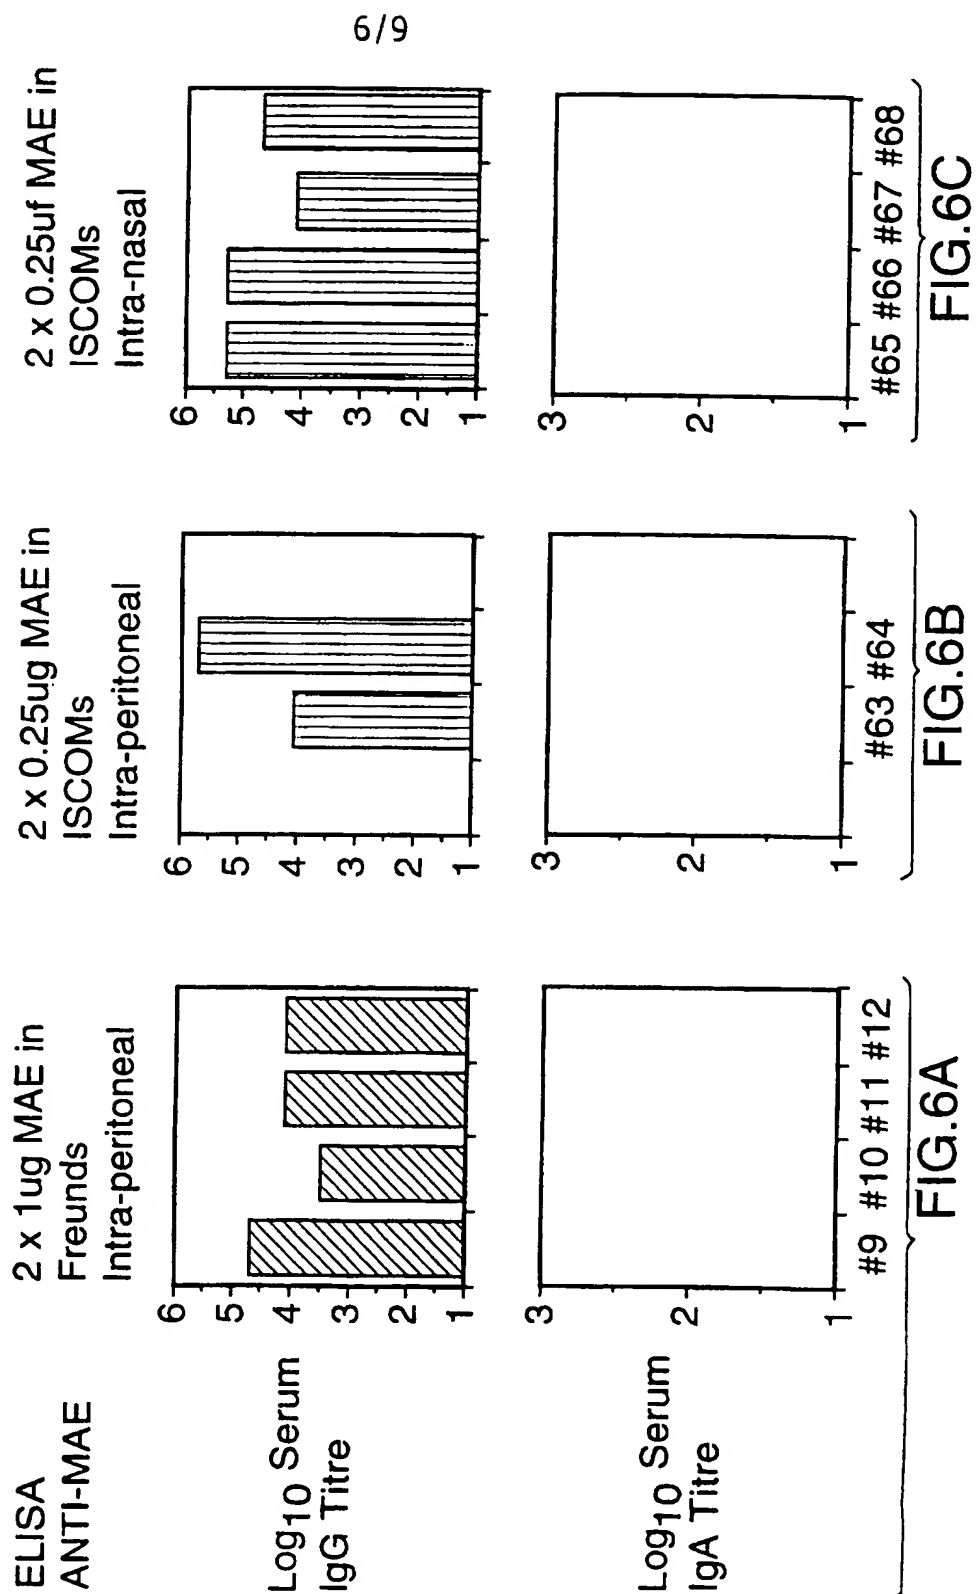 6/9
ELISA
ANTI-MAE
2 x 1ug MAE in
Freunds
Intra-peritoneal
2 x 0.25ug MAE in
ISCOMs
Intra-peritoneal
2 x 0.25uf MAE in
ISCOMs
Intra-nasal
Log10 Serum
IgG Titre
6
5
4
3
2
1
6
5
4
3
2
1
6
5
4
3
2
1
Log10 Serum
IgA Titre
3
2
1
3
2
1
3
2
1
#9 #10 #11 #12
#63 #64
#65 #66 #67 #68
FIG.6A
FIG.6B
FIG.6C